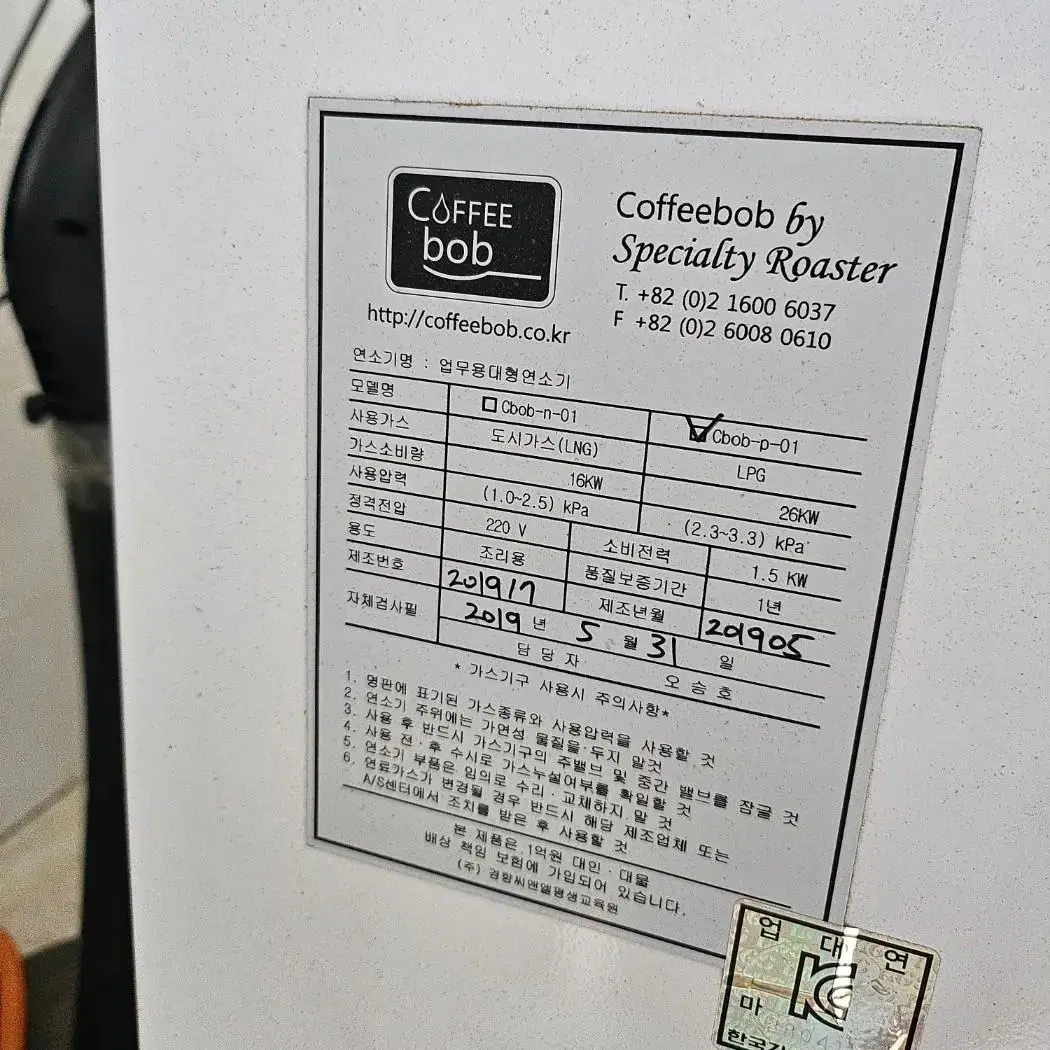 COFFEE
bob
http://coffeebob.co.kr
Coffeebob by
Specialty Roaster
T. +82 (0)2 1600 6037
F +82 (0)2 6008 0610
연소기명 : 업무용대형연소기
모델명 □ Cbob-n-01 ☑ Cbob-p-01
사용가스 도시가스(LNG) LPG
가스소비량 16KW 26KW
사용압력 (1.0~2.5) kPa (2.3~3.3) kPa
정격전압 220 V 소비전력 1.5 KW
용도 조리용 품질보증기간 1년
제조번호 201917 제조년월 201905
자체검사필 2019 년 5 월 31 일
담 당 자 오 승 호
* 가스기구 사용시 주의사항*
1. 명판에 표기된 가스종류와 사용압력을 사용할 것
2. 연소기 주위에는 가연성 물질을 두지 말것
3. 사용 후 반드시 가스기구의 주밸브 및 중간 밸브를 잠글 것
4. 사용 전·후 수시로 가스누설여부를 확인할 것
5. 연소기 부품은 임의로 수리·교체하지 말 것
6. 연료가스가 변경될 경우 반드시 해당 제조업체 또는
A/S센터에서 조치를 받은 후 사용할 것
본 제품은 1억원 대인·대물
배상 책임 보험에 가입되어 있습니다.
(주) 경향씨앤엘평생교육원
업 대 연
마